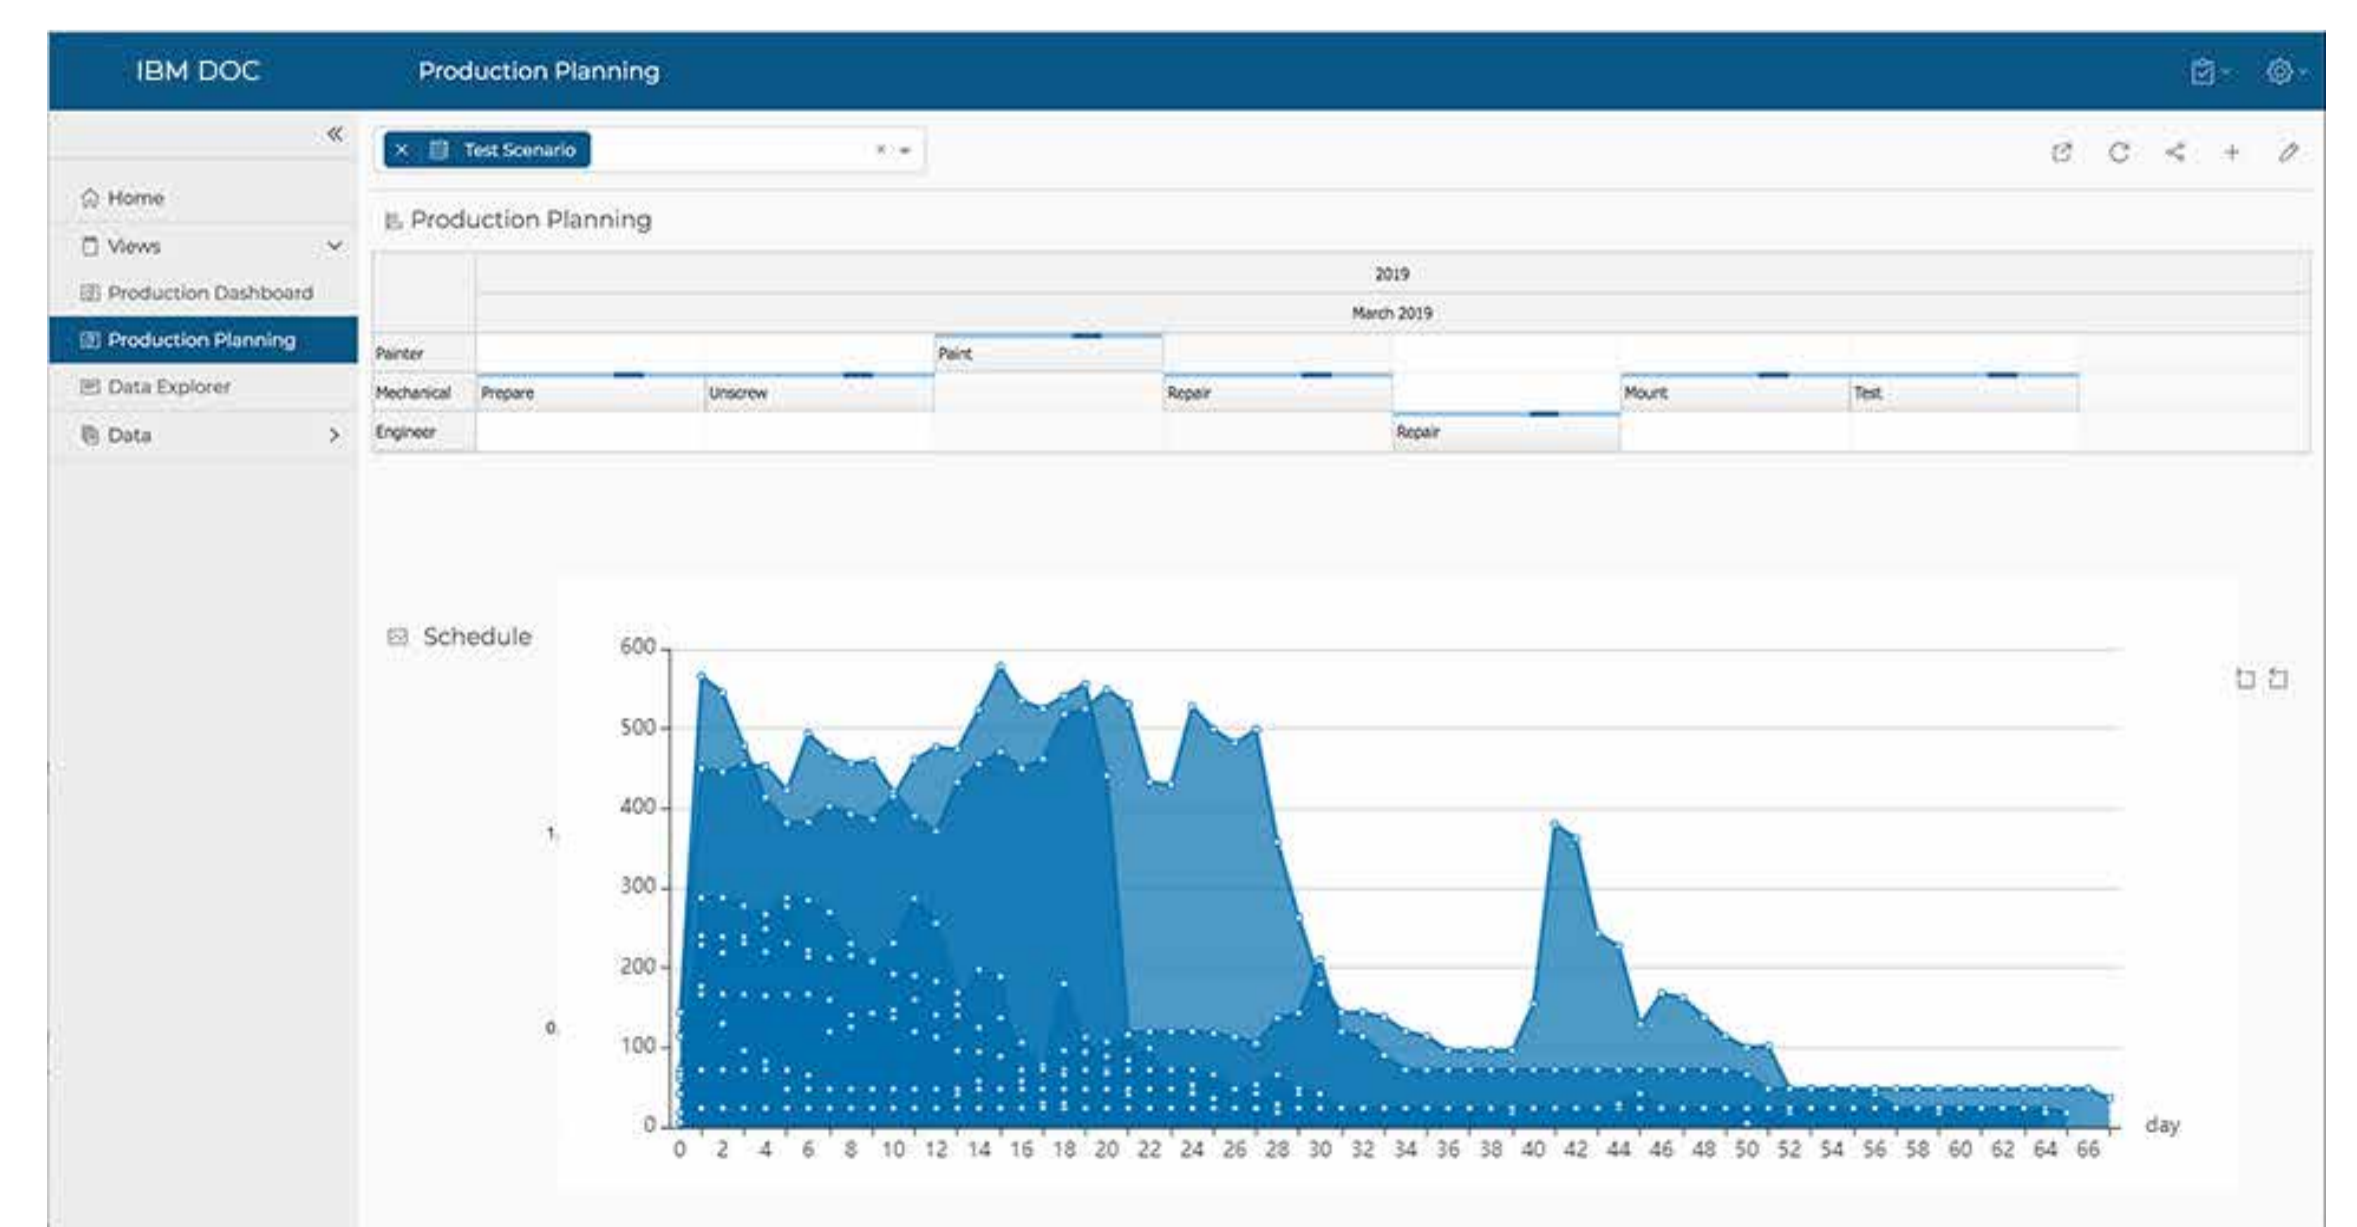 IBM DOC
Production Planning
Test Scenario
Home
Views
Production Dashboard
Production Planning
Data Explorer
Data
Production Planning
2019
March 2019
Painter
Paint
Mechanical
Prepare
Unscrew
Repair
Mount
Test
Engineer
Repair
Schedule
600
500
400
1.
300
200
0.
100
0
day
0 2 4 6 8 10 12 14 16 18 20 22 24 26 28 30 32 34 36 38 40 42 44 46 48 50 52 54 56 58 60 62 64 66